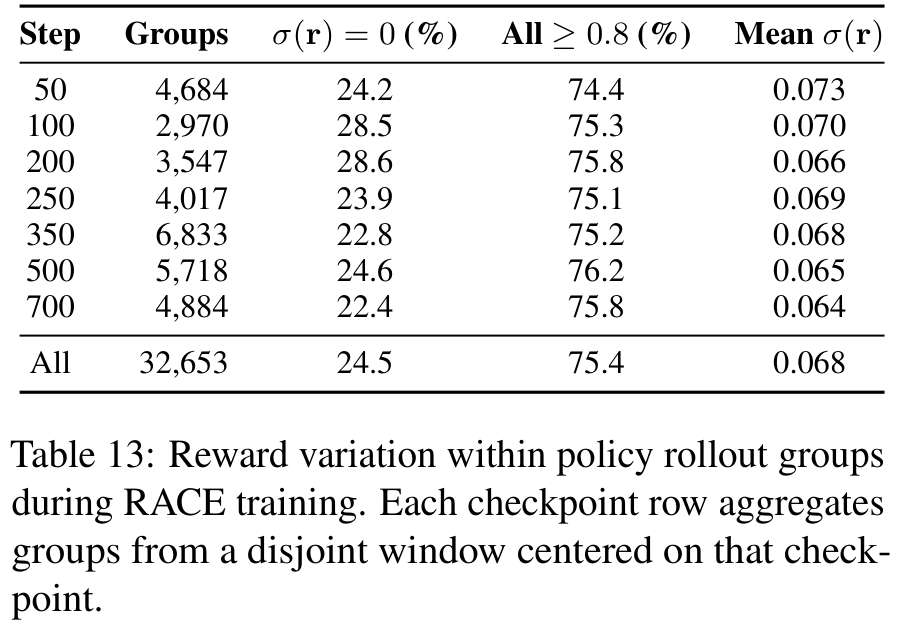 Step Groups σ(r) = 0 (%) All ≥ 0.8 (%) Mean σ(r)
50 4,684 24.2 74.4 0.073
100 2,970 28.5 75.3 0.070
200 3,547 28.6 75.8 0.066
250 4,017 23.9 75.1 0.069
350 6,833 22.8 75.2 0.068
500 5,718 24.6 76.2 0.065
700 4,884 22.4 75.8 0.064
All 32,653 24.5 75.4 0.068
Table 13: Reward variation within policy rollout groups
during RACE training. Each checkpoint row aggregates
groups from a disjoint window centered on that check-
point.